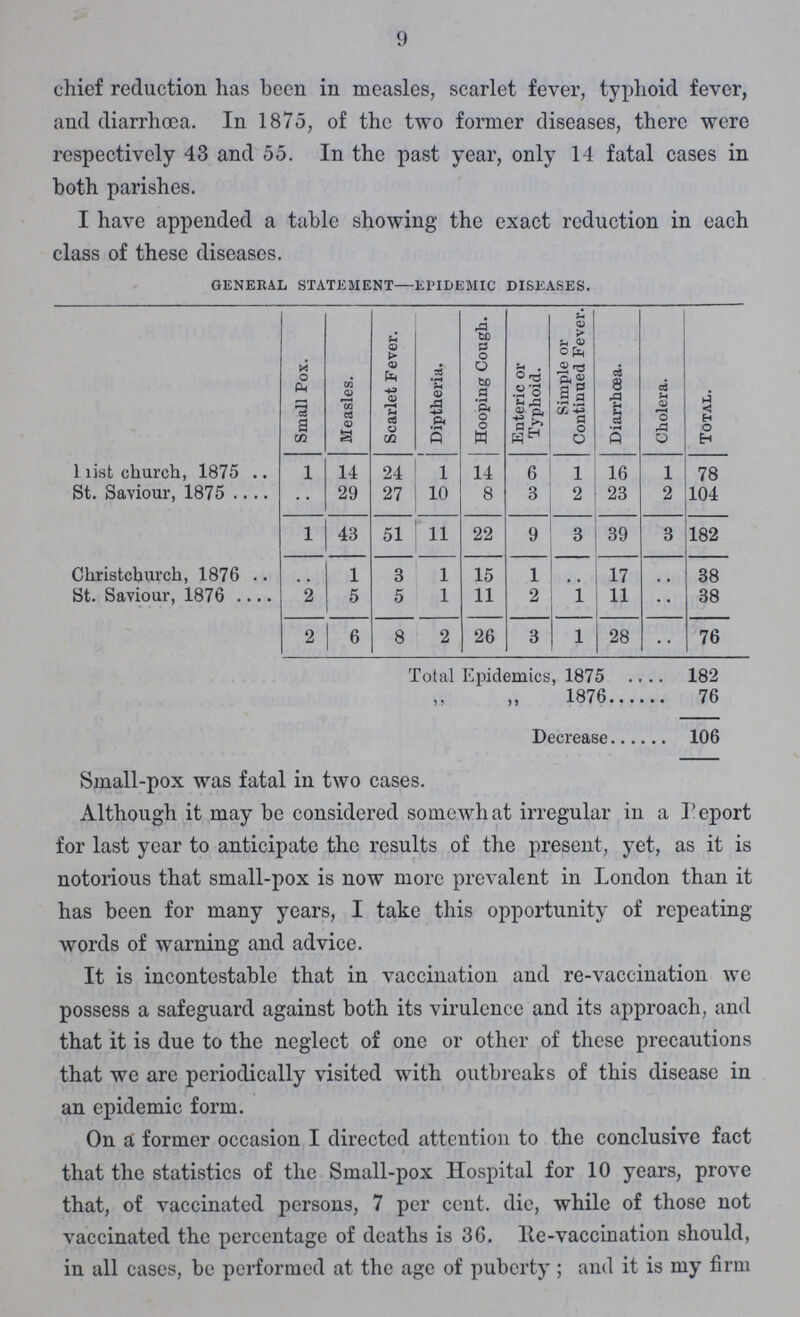 9
chief reduction has been in measles, scarlet fever, typhoid fever,
and diarrhœa. In 1875, of the two former diseases, there were
respectively 43 and 55. In the past year, only 14 fatal cases in
both parishes.
I have appended a table showing the exact reduction in each
class of these diseases.
GENERAL STATEMENT—EPIDEMIC DISEASES.
Small Pox. Measles. Scarlet Fever. Diptheria. Hooping Cough. Enteric or Typhoid. Simple or Continued Fever. Diarrhœa. Cholera. TOTAL.
hist church, 1875 .. 1 14 24 1 14 6 1 16 1 78
St. Saviour, 1875 .... .. 29 27 10 8 3 2 23 2 104
1 43 51 11 22 9 3 39 3 182
Christchurch, 1876 .. .. 1 3 1 15 1 .. 17 .. 38
St. Saviour, 1876 .... 2 5 5 1 11 2 1 11 .. 38
2 6 8 2 26 3 1 28 .. 76
Total Epidemics, 1875 .... 182
„ „ 1876...... 76
Decrease...... 106
Small-pox was fatal in two cases.
Although it may be considered somewhat irregular in a Report
for last year to anticipate the results of the present, yet, as it is
notorious that small-pox is now more prevalent in London than it
has been for many years, I take this opportunity of repeating
words of warning and advice.
It is incontestable that in vaccination and re-vaccination we
possess a safeguard against both its virulence and its approach, and
that it is due to the neglect of one or other of these precautions
that we are periodically visited with outbreaks of this disease in
an epidemic form.
On a former occasion I directed attention to the conclusive fact
that the statistics of the Small-pox Hospital for 10 years, prove
that, of vaccinated persons, 7 per cent. die, while of those not
vaccinated the percentage of deaths is 36. Re-vaccination should,
in all cases, be performed at the age of puberty ; and it is my firm